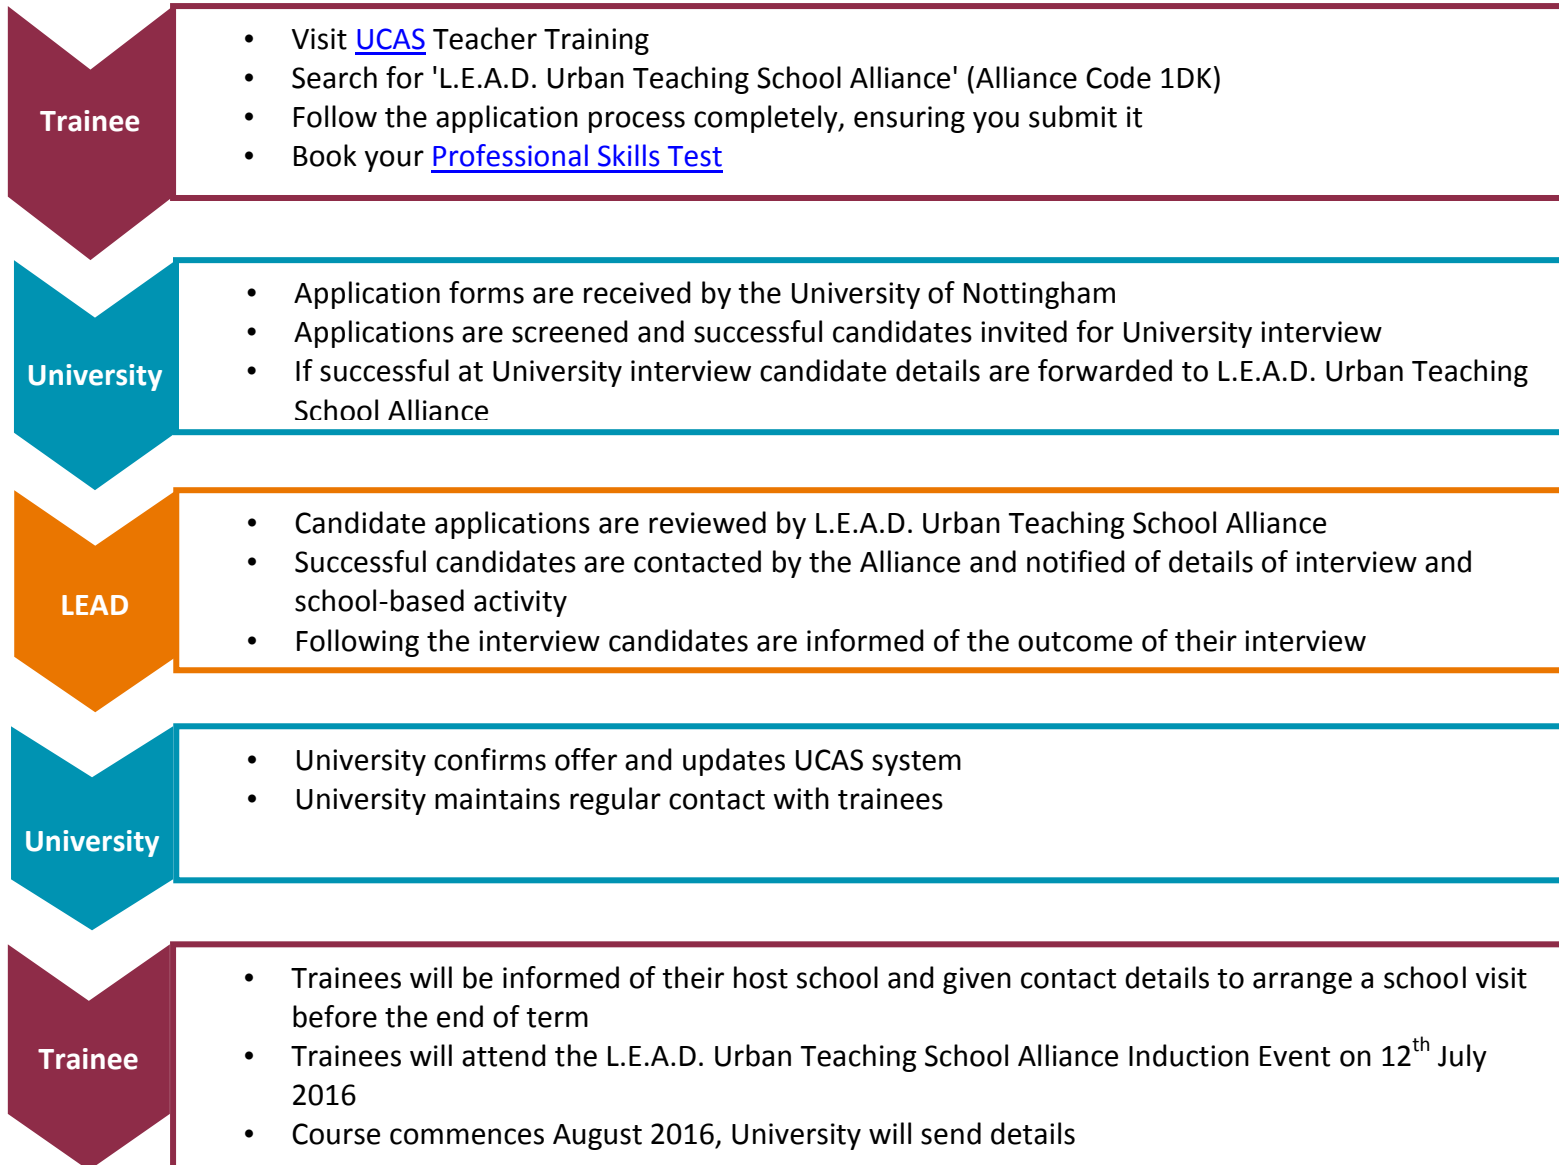 Trainee
• Visit UCAS Teacher Training
• Search for 'L.E.A.D. Urban Teaching School Alliance' (Alliance Code 1DK)
• Follow the application process completely, ensuring you submit it
• Book your Professional Skills Test
University
• Application forms are received by the University of Nottingham
• Applications are screened and successful candidates invited for University interview
• If successful at University interview candidate details are forwarded to L.E.A.D. Urban Teaching
School Alliance
LEAD
• Candidate applications are reviewed by L.E.A.D. Urban Teaching School Alliance
• Successful candidates are contacted by the Alliance and notified of details of interview and
school-based activity
• Following the interview candidates are informed of the outcome of their interview
University
• University confirms offer and updates UCAS system
• University maintains regular contact with trainees
Trainee
• Trainees will be informed of their host school and given contact details to arrange a school visit
before the end of term
• Trainees will attend the L.E.A.D. Urban Teaching School Alliance Induction Event on 12th July
2016
• Course commences August 2016, University will send details